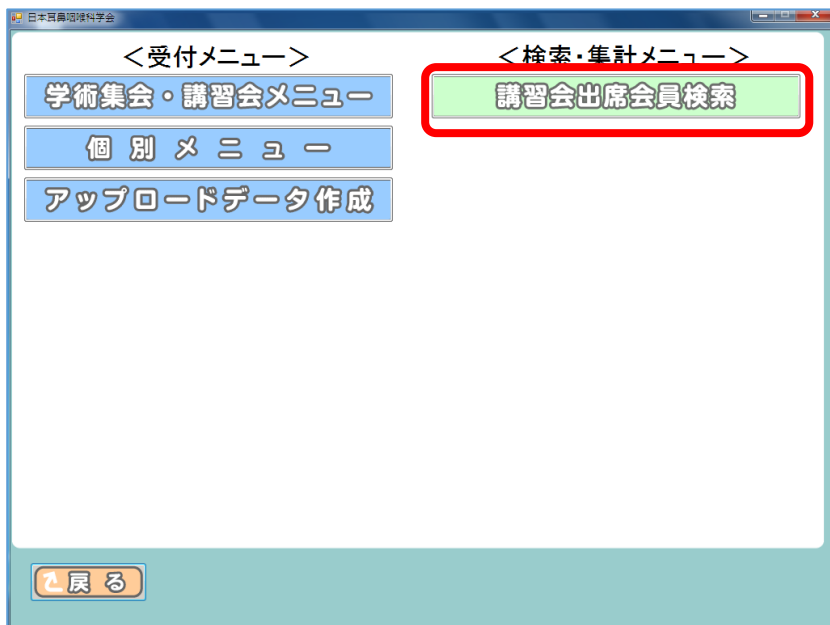 日本耳鼻咽喉科学会
＜受付メニュー＞
＜検索・集計メニュー＞
学術集会・講習会メニュー
講習会出席会員検索
個 別 メ ニ ュ ー
アップロードデータ作成
戻 る